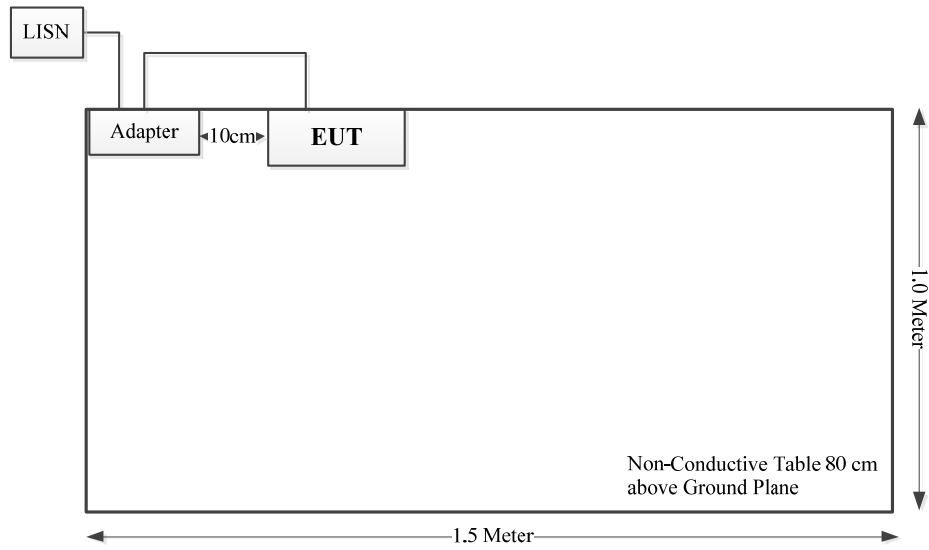 LISN
Adapter
10cm
EUT
1.0 Meter
Non-Conductive Table 80 cm
above Ground Plane
1.5 Meter